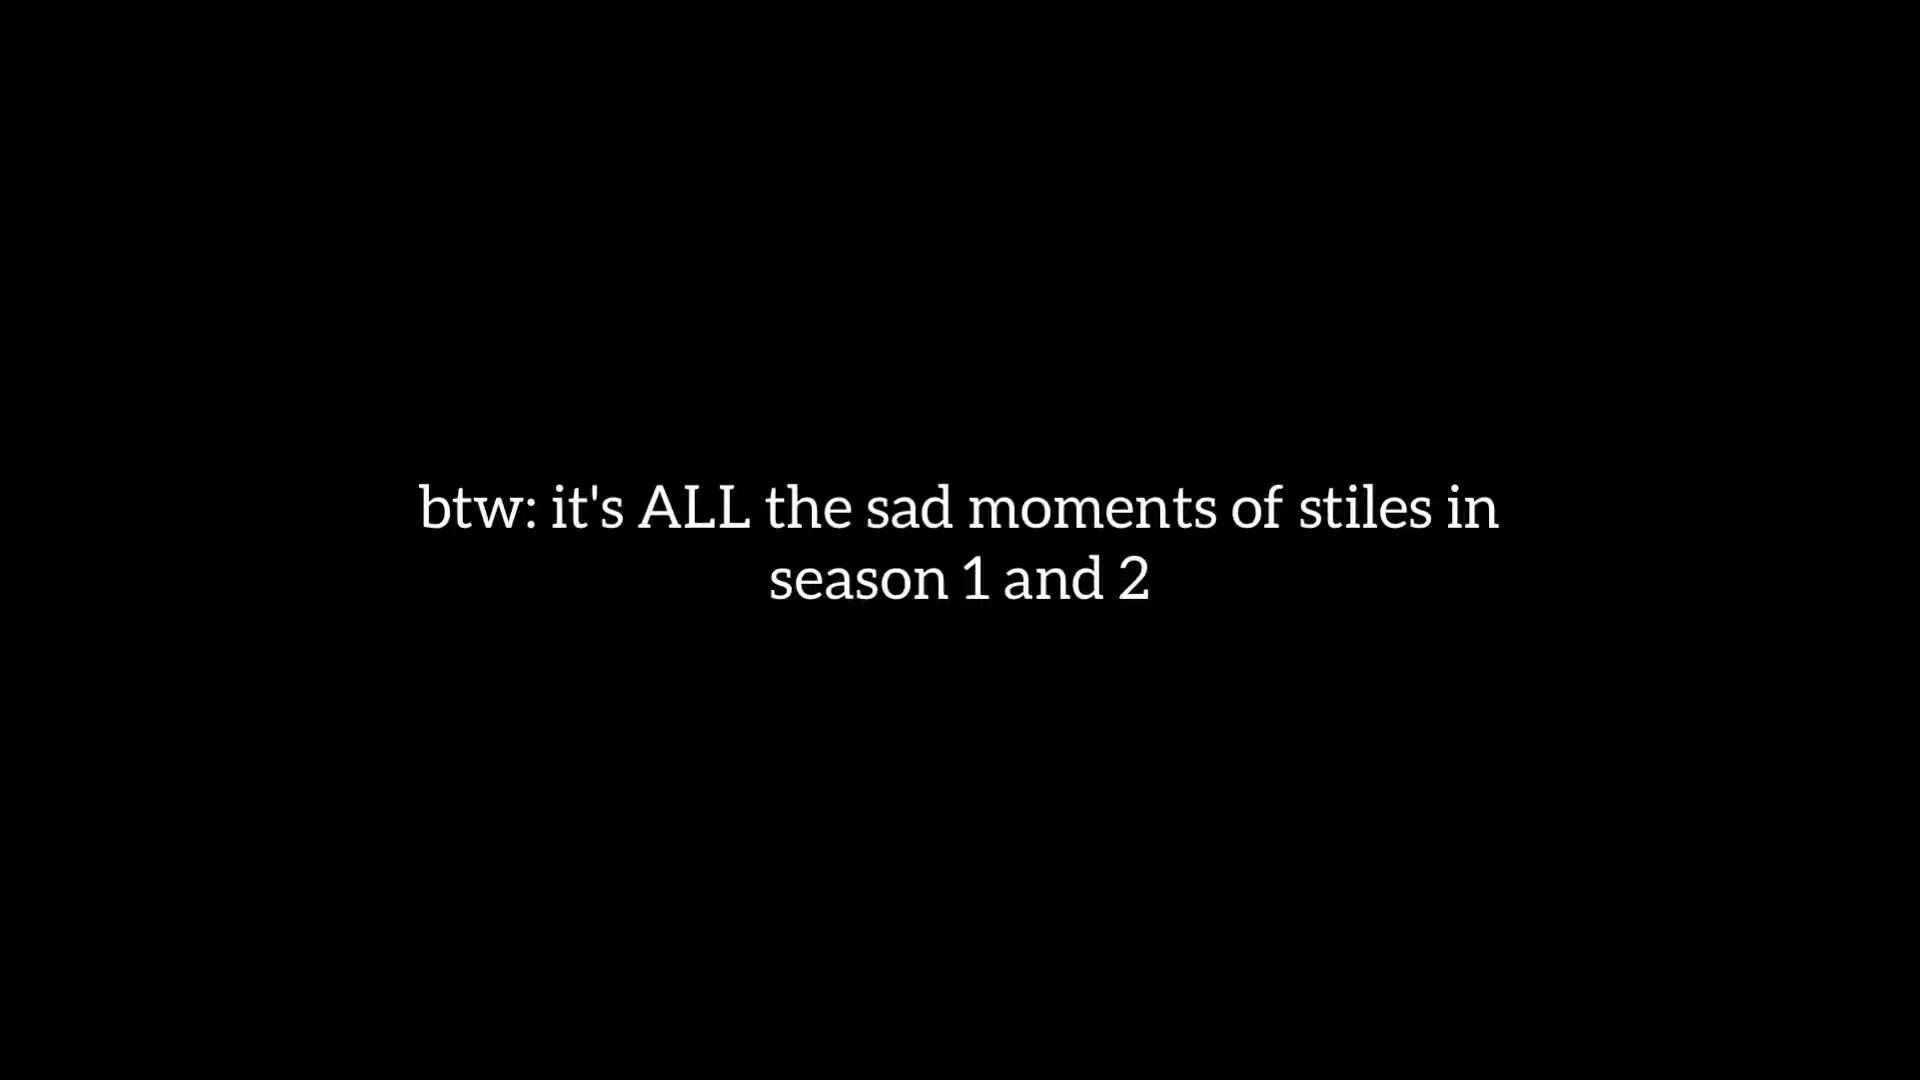 btw: it's ALL the sad moments of stiles in
season 1 and 2